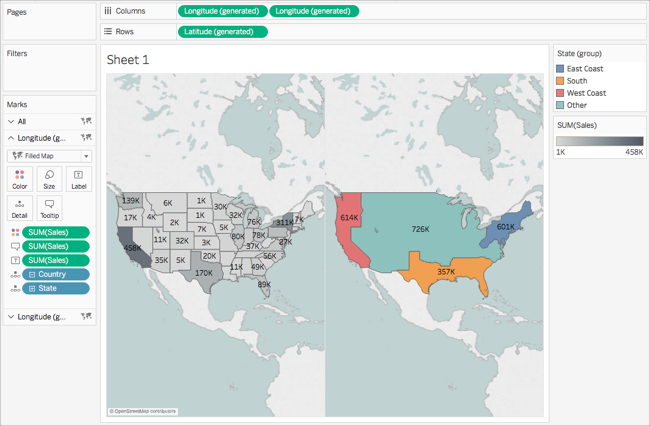 Pages
Columns
Longitude (generated)
Longitude (generated)
Rows
Latitude (generated)
Filters
Marks
All
Longitude (g...
Filled Map
Color
Size
Label
Detail
Tooltip
SUM(Sales)
SUM(Sales)
SUM(Sales)
Country
State
Longitude (g...
Sheet 1
139K
6K
1K
30K
17K
4K
1K
32K
76K
311K
7K
2K
7K
5K
458K
11K
32K
3K
80K
78K
37K
27K
35K
5K
20K
56K
170K
11K
49K
89K
© OpenStreetMap contributors
614K
726K
601K
357K
State (group)
East Coast
South
West Coast
Other
SUM(Sales)
1K
458K